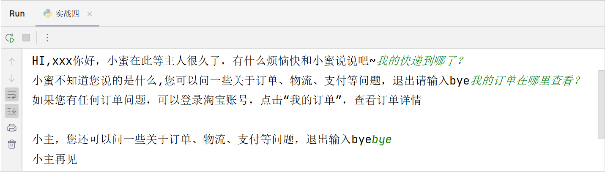 Run 实战四
HI,xxx你好，小蜜在此等主人很久了，有什么烦恼快和小蜜说说吧~我的快递到哪了?
小蜜不知道您说的是什么,您可以问一些关于订单、物流、支付等问题，退出请输入bye我的订单在哪里查看?
如果您有任何订单问题，可以登录淘宝账号，点击“我的订单”，查看订单详情
小主，您还可以问一些关于订单、物流、支付等问题，退出输入byebye
小主再见